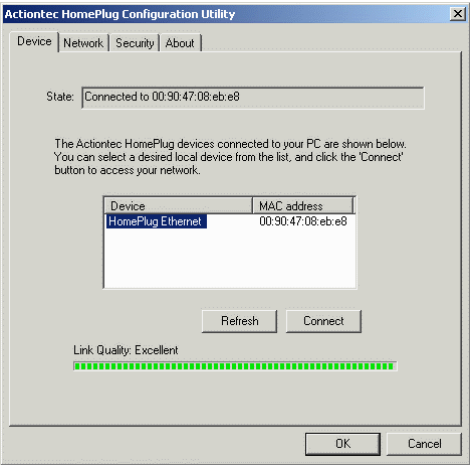 Actiontec HomePlug Configuration Utility
Device Network Security About
State: Connected to 00:90:47:08:eb:e8
The Actiontec HomePlug devices connected to your PC are shown below.
You can select a desired local device from the list, and click the 'Connect'
button to access your network.
Device MAC address
HomePlug Ethernet 00:90:47:08:eb:e8
Refresh Connect
Link Quality: Excellent
OK Cancel